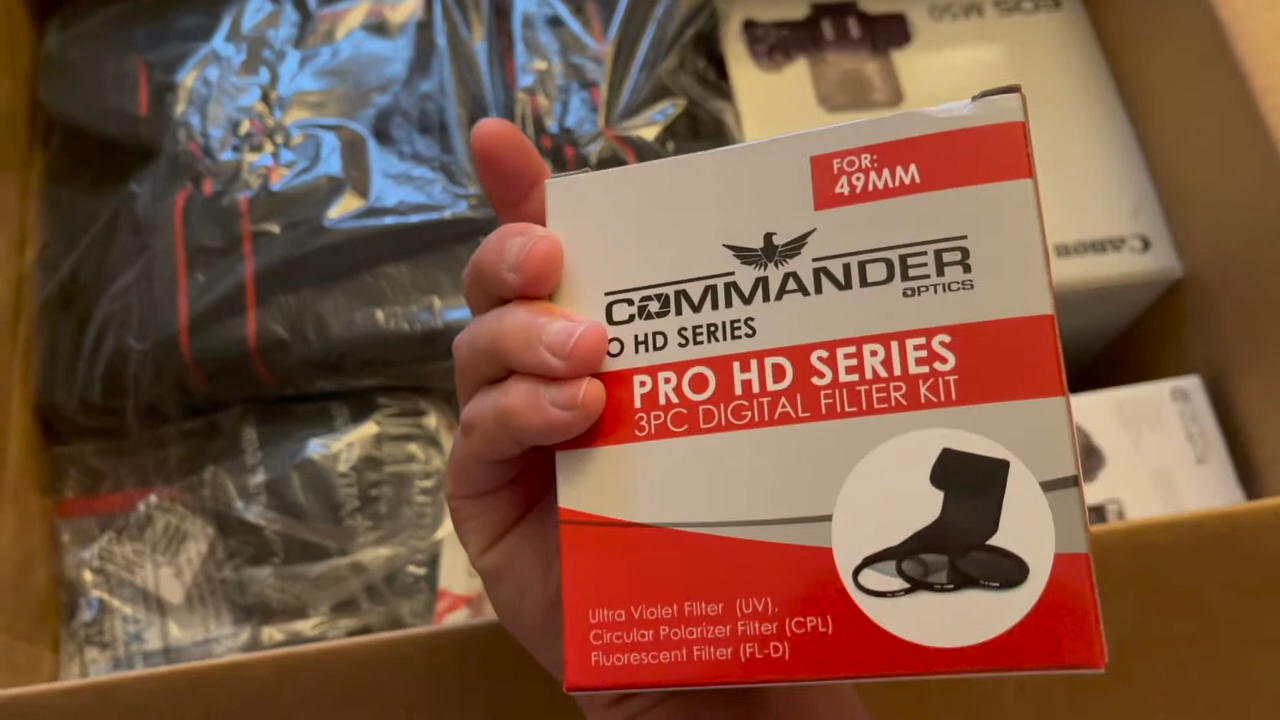 EOS M50
Canon
FOR:
49MM
COMMANDER
OPTICS
O HD SERIES
PRO HD SERIES
3PC DIGITAL FILTER KIT
Ultra Violet Filter (UV),
Circular Polarizer Filter (CPL)
Fluorescent Filter (FL-D)